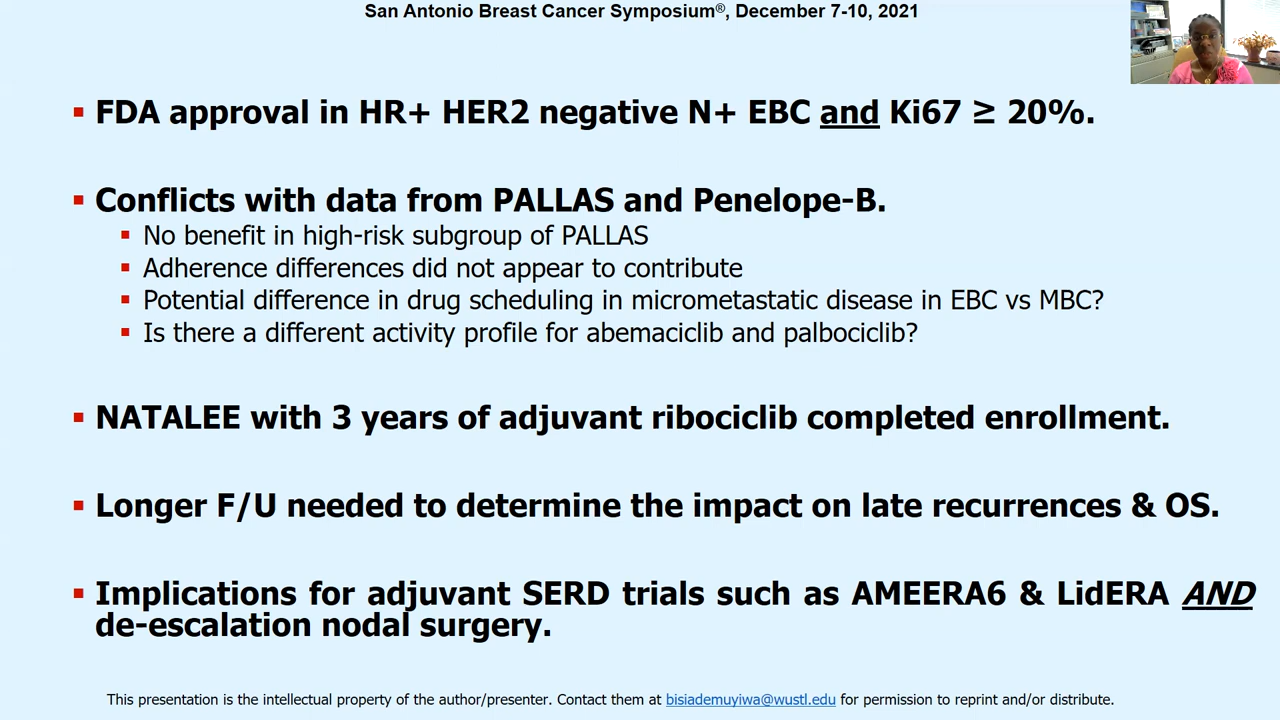 San Antonio Breast Cancer Symposium®, December 7-10, 2021
▪ FDA approval in HR+ HER2 negative N+ EBC and Ki67 ≥ 20%.
▪ Conflicts with data from PALLAS and Penelope-B.
▪ No benefit in high-risk subgroup of PALLAS
▪ Adherence differences did not appear to contribute
▪ Potential difference in drug scheduling in micrometastatic disease in EBC vs MBC?
▪ Is there a different activity profile for abemaciclib and palbociclib?
▪ NATALEE with 3 years of adjuvant ribociclib completed enrollment.
▪ Longer F/U needed to determine the impact on late recurrences & OS.
▪ Implications for adjuvant SERD trials such as AMEERA6 & LidERA AND
de-escalation nodal surgery.
This presentation is the intellectual property of the author/presenter. Contact them at bisiademuyiwa@wustl.edu for permission to reprint and/or distribute.